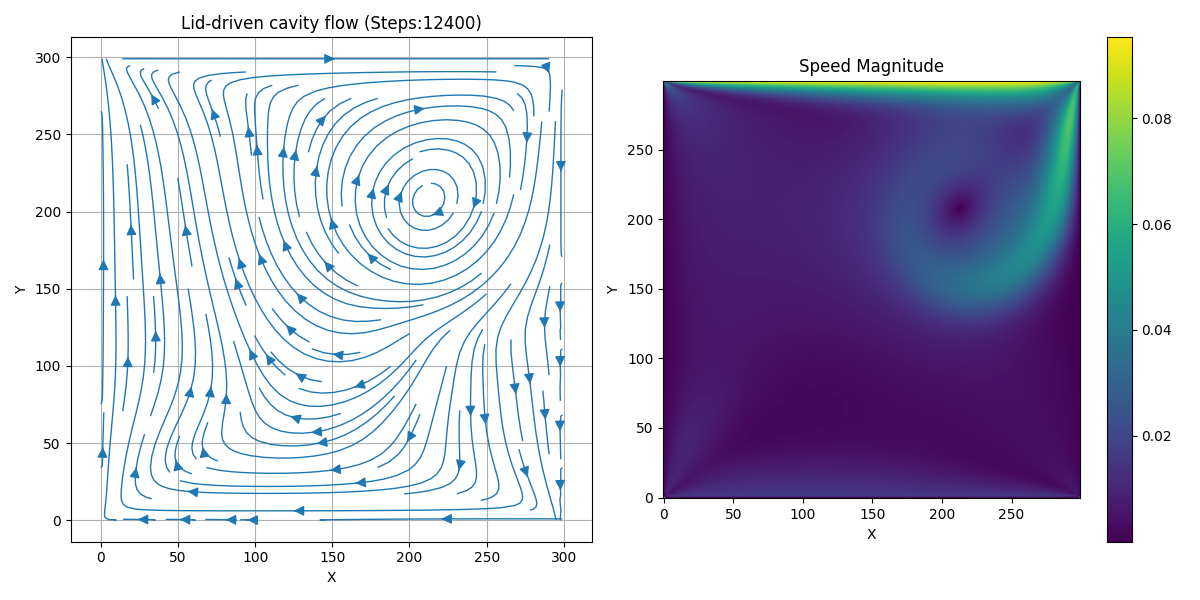 Lid-driven cavity flow (Steps:12400)
300
250
200
150
100
50
0
Y
0 50 100 150 200 250 300
X
Speed Magnitude
250
200
150
100
50
0
Y
0 50 100 150 200 250
X
0.08
0.06
0.04
0.02